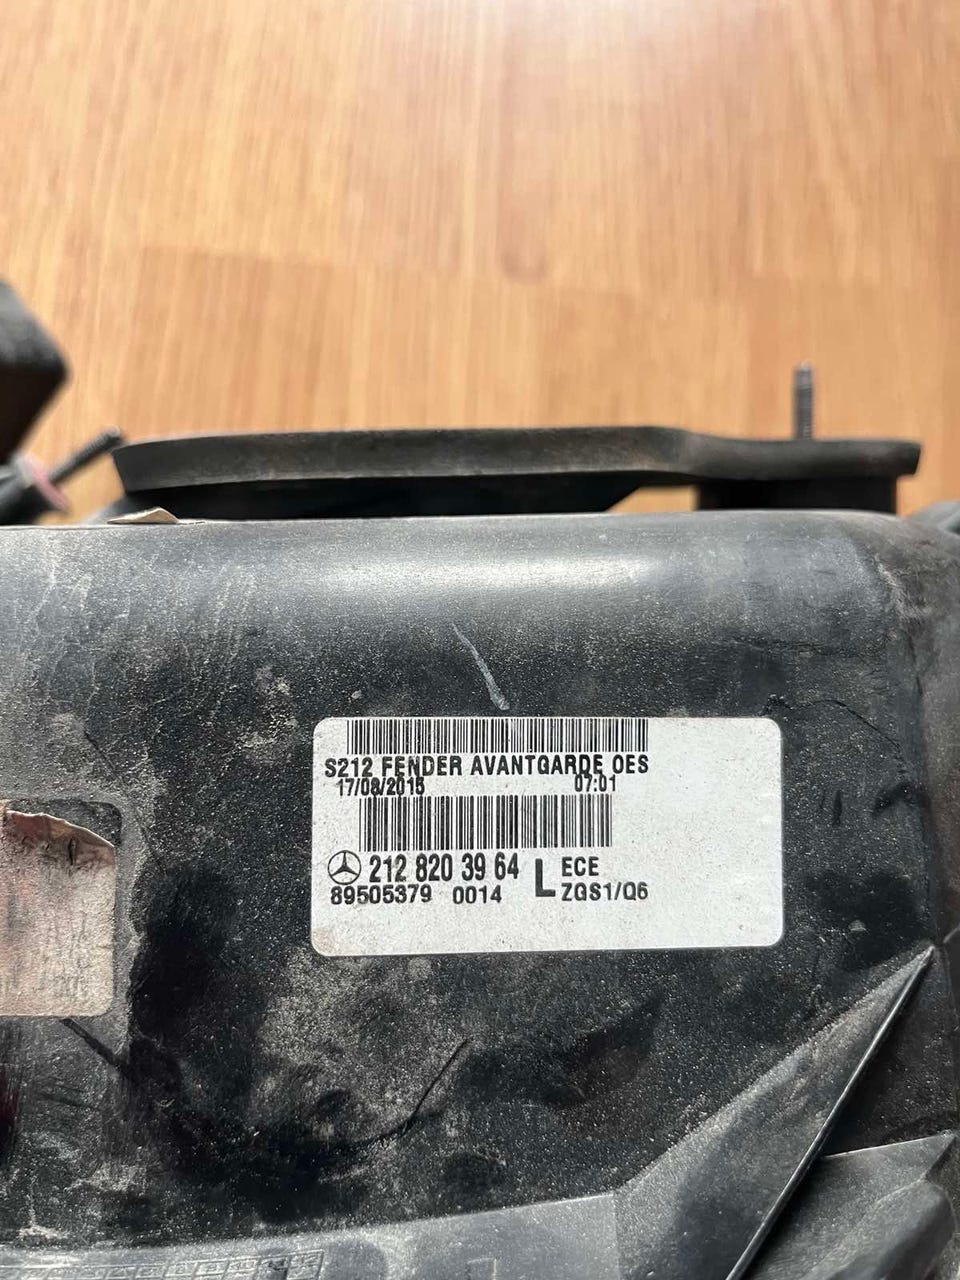 S212 FENDER AVANTGARDE OES
17/08/2015 07:01
212 820 39 64 L ECE
89505379 0014 ZGS1/Q6